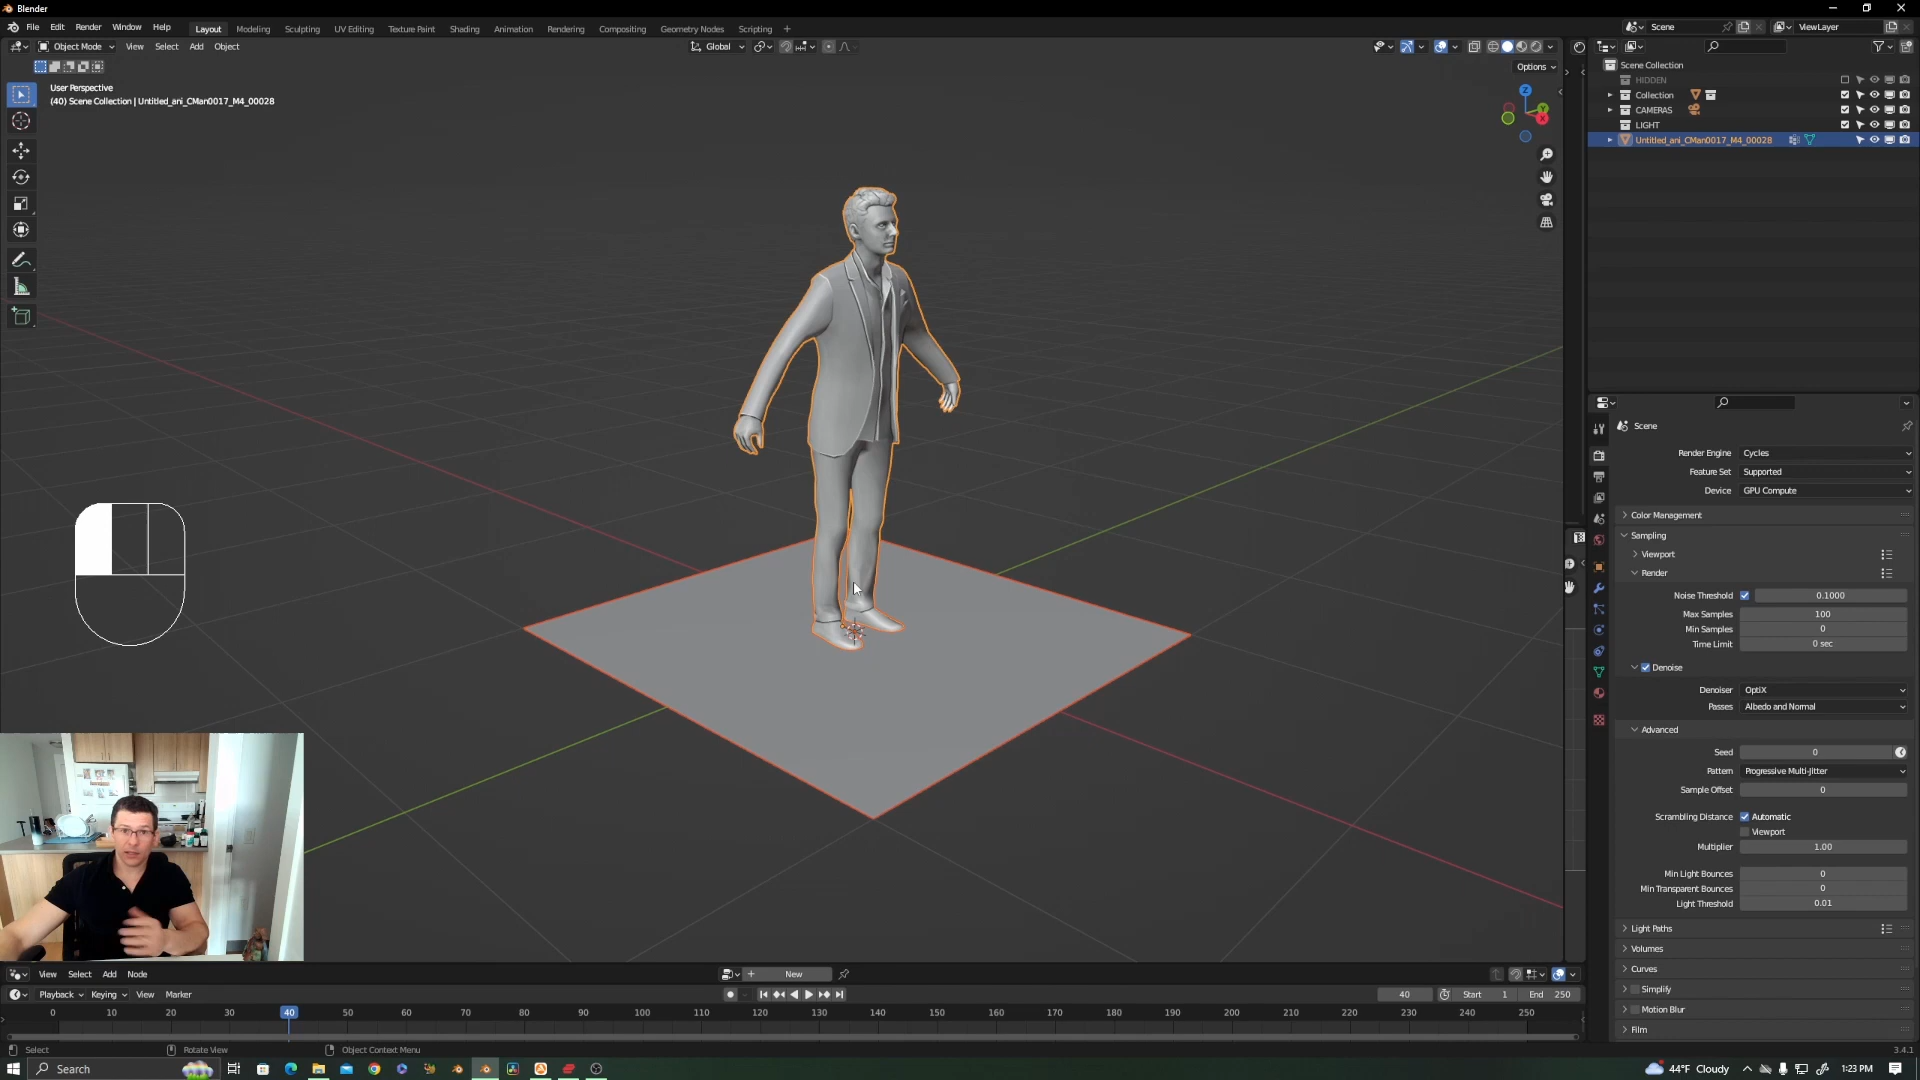 Blender
File Edit Render Window Help
Layout Modeling Sculpting UV Editing Texture Paint Shading Animation Rendering Compositing Geometry Nodes Scripting +
Scene
ViewLayer
Object Mode View Select Add Object
Global
Options
User Perspective
(40) Scene Collection | Untitled_ani_CMan0017_M4_00028
Z
Y
X
Scene Collection
HIDDEN
Collection
CAMERAS
LIGHT
Untitled_ani_CMan0017_M4_00028
Scene
Render Engine Cycles
Feature Set Supported
Device GPU Compute
Color Management
Sampling
Viewport
Render
Noise Threshold 0.1000
Max Samples 100
Min Samples 0
Time Limit 0 sec
Denoise
Denoiser OptiX
Passes Albedo and Normal
Advanced
Seed 0
Pattern Progressive Multi-Jitter
Sample Offset 0
Scrambling Distance Automatic
Viewport
Multiplier 1.00
Min Light Bounces 0
Min Transparent Bounces 0
Light Threshold 0.01
Light Paths
Volumes
Curves
Simplify
Motion Blur
Film
View Select Add Node
+ New
Playback Keying View Marker
40 Start 1 End 250
0 10 20 30 40 50 60 70 80 90 100 110 120 130 140 150 160 170 180 190 200 210 220 230 240 250
Select Rotate View Object Context Menu
3.4.1
Search
44°F Cloudy
1:23 PM